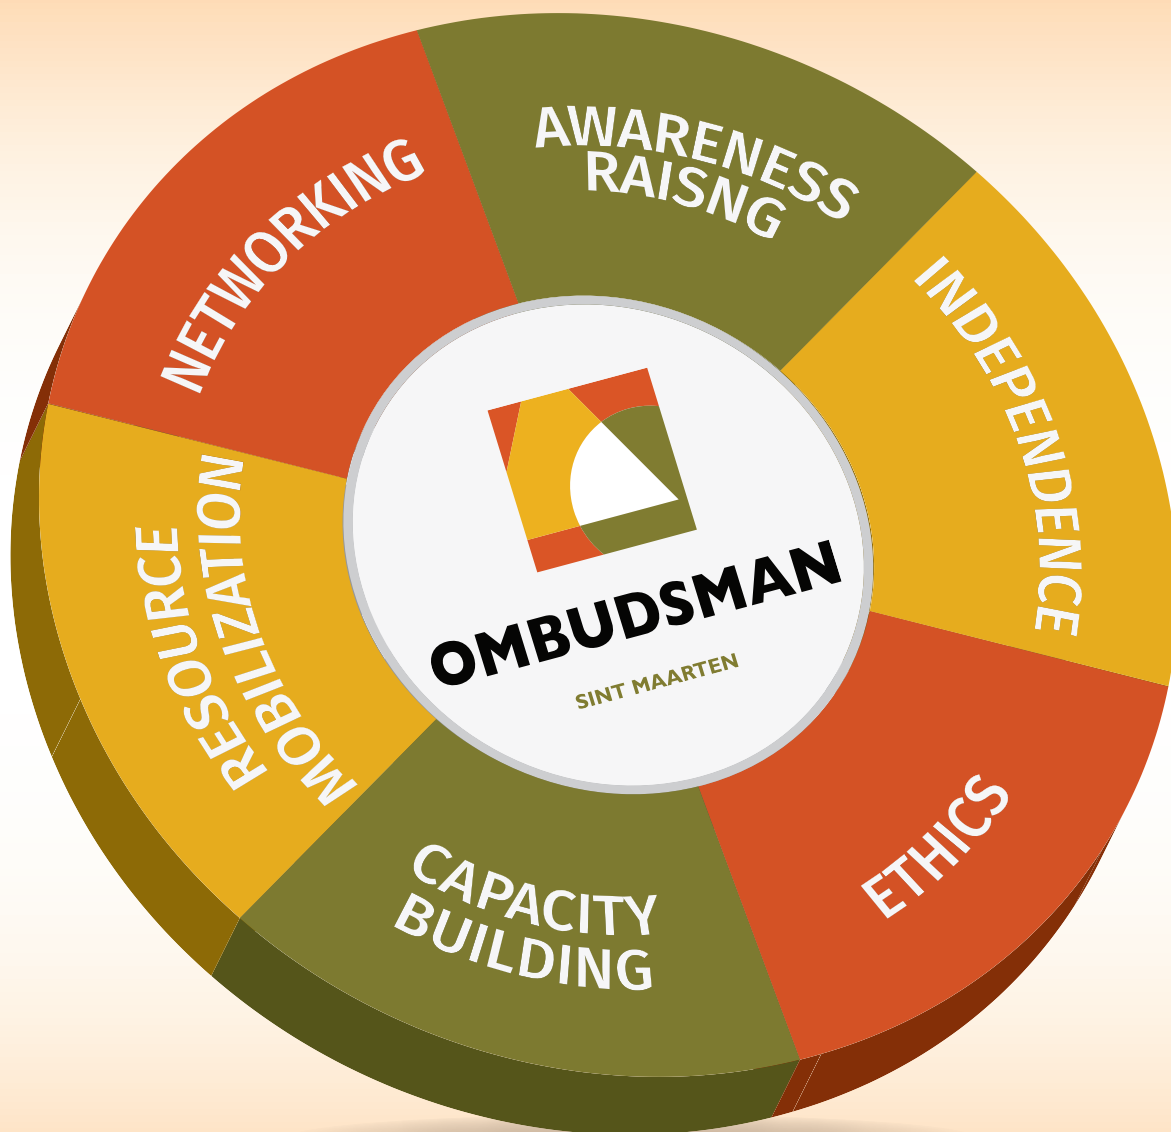 AWARENESS
RAISNG
INDEPENDENCE
ETHICS
CAPACITY
BUILDING
RESOURCE
MOBILIZATION
NETWORKING
OMBUDSMAN
SINT MAARTEN